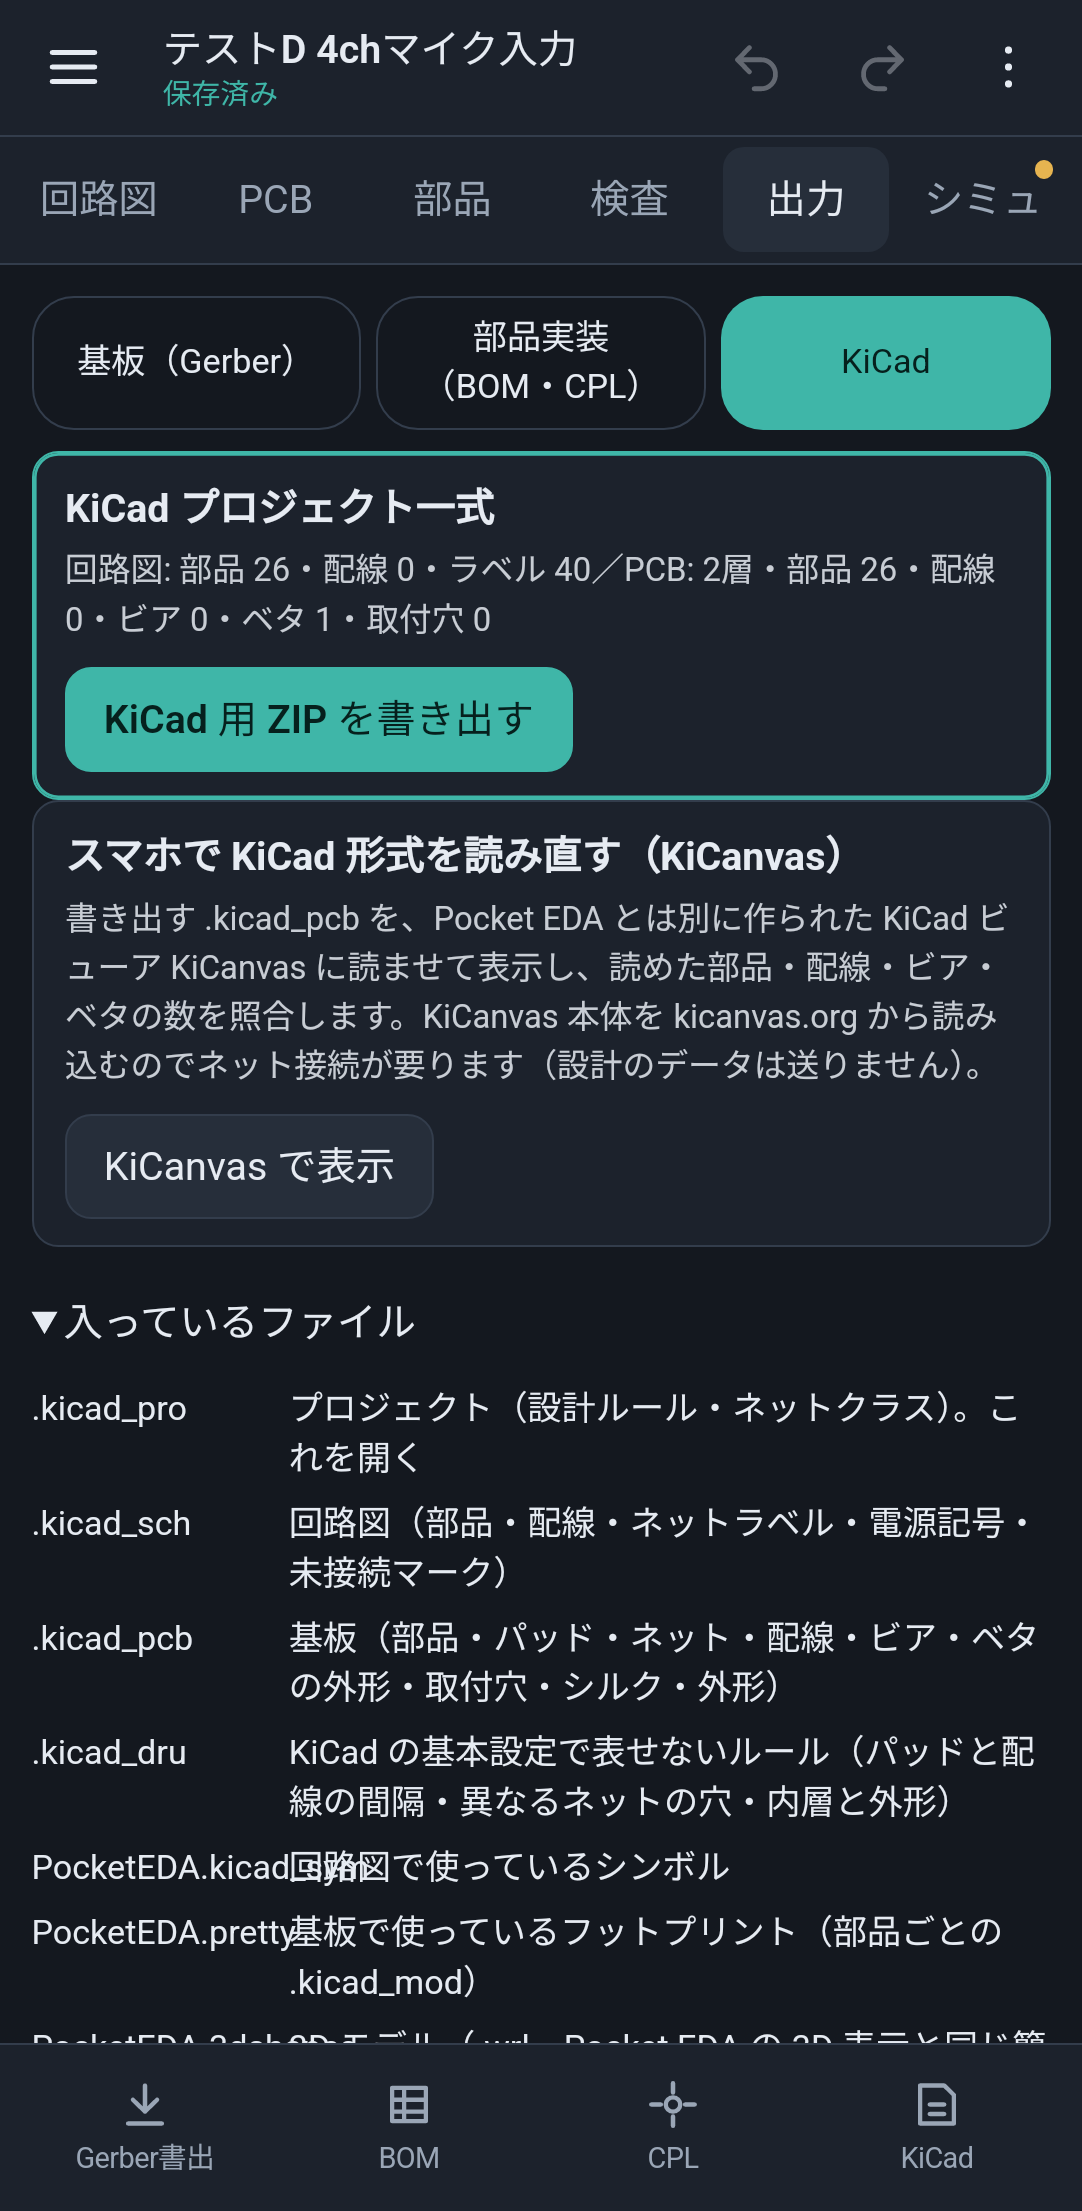 テストD 4chマイク入力
保存済み
回路図
PCB
部品
検査
出力
シミュ
基板（Gerber）
部品実装
（BOM・CPL）
KiCad
KiCad プロジェクト一式
回路図: 部品 26・配線 0・ラベル 40／PCB: 2層・部品 26・配線
0・ビア 0・ベタ 1・取付穴 0
KiCad 用 ZIP を書き出す
スマホで KiCad 形式を読み直す（KiCanvas）
書き出す .kicad_pcb を、Pocket EDA とは別に作られた KiCad ビ
ューア KiCanvas に読ませて表示し、読めた部品・配線・ビア・
ベタの数を照合します。KiCanvas 本体を kicanvas.org から読み
込むのでネット接続が要ります（設計のデータは送りません）。
KiCanvas で表示
▼入っているファイル
.kicad_pro
プロジェクト（設計ルール・ネットクラス）。こ
れを開く
.kicad_sch
回路図（部品・配線・ネットラベル・電源記号・
未接続マーク）
.kicad_pcb
基板（部品・パッド・ネット・配線・ビア・ベタ
の外形・取付穴・シルク・外形）
.kicad_dru
KiCad の基本設定で表せないルール（パッドと配
線の間隔・異なるネットの穴・内層と外形）
PocketEDA.kicad_sym
回路図で使っているシンボル
PocketEDA.pretty
基板で使っているフットプリント（部品ごとの
.kicad_mod）
Gerber書出
BOM
CPL
KiCad